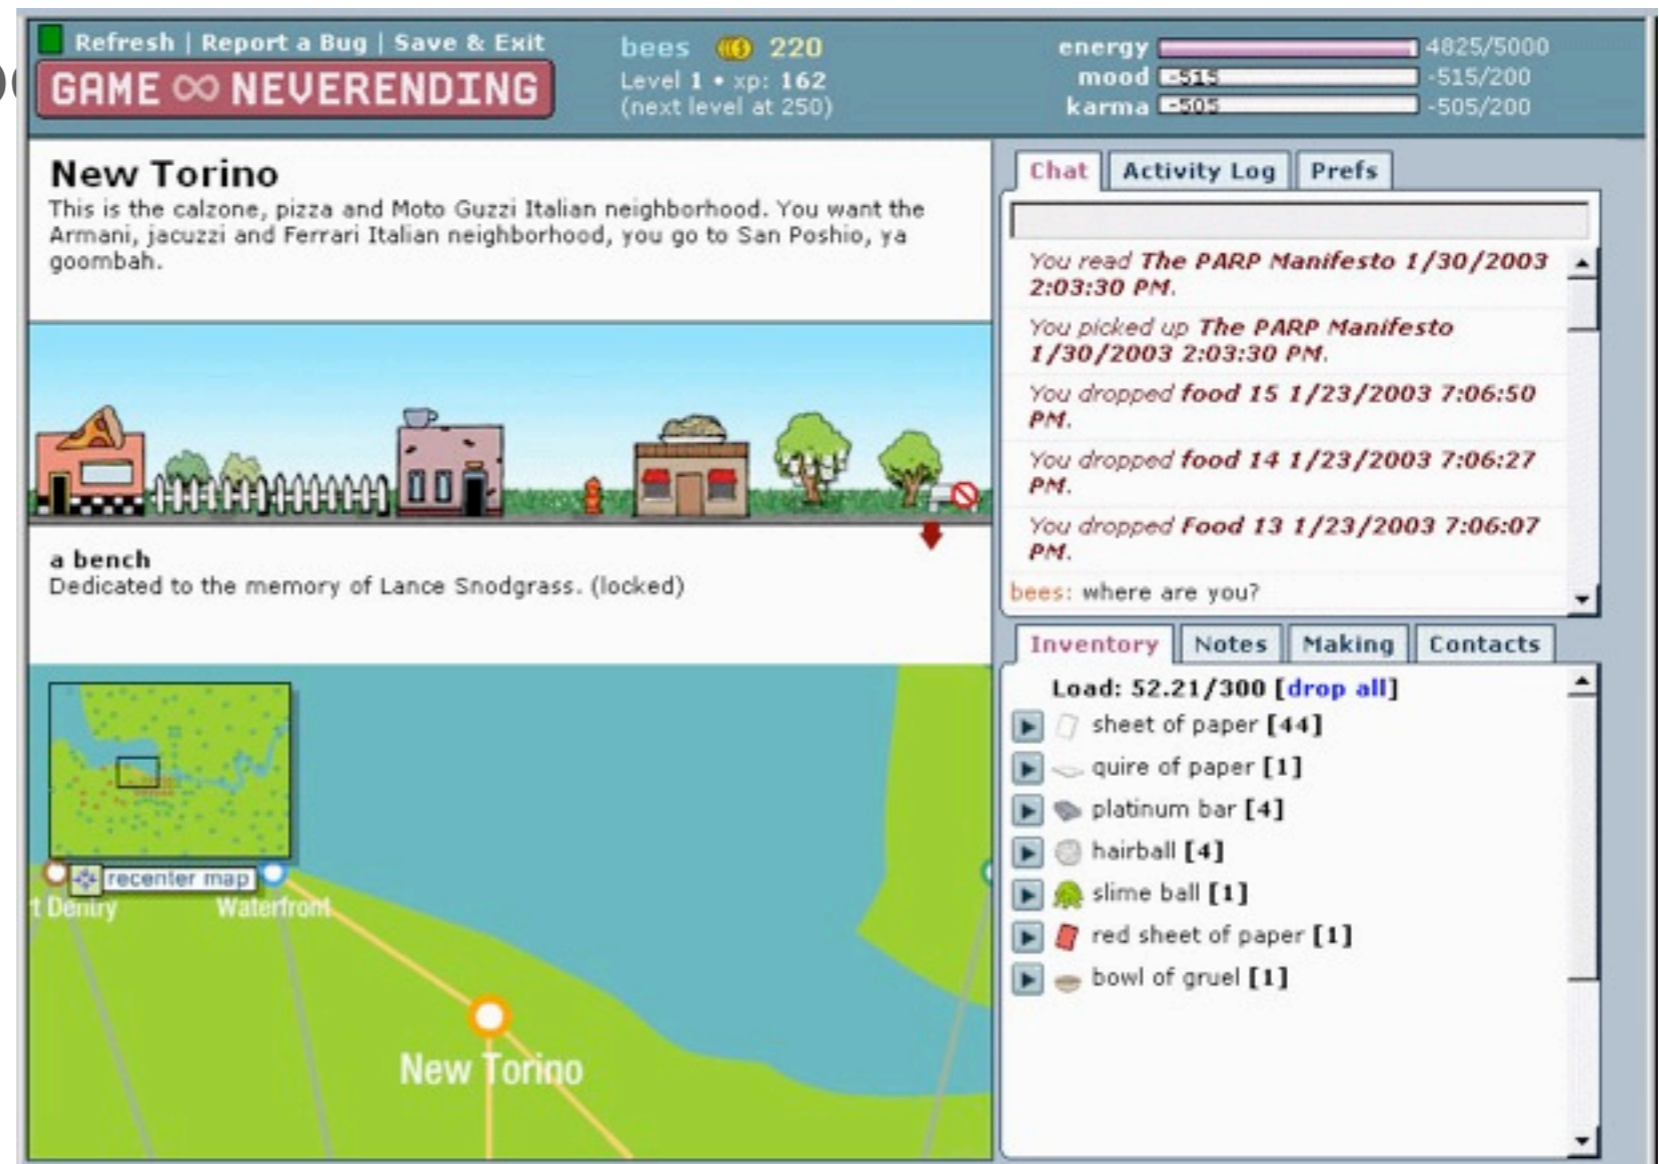 Refresh | Report a Bug | Save & Exit
GAME ∞ NEVERENDING
bees 220
Level 1 • xp: 162
(next level at 250)
energy 4825/5000
mood -515 -515/200
karma -505 -505/200
New Torino
This is the calzone, pizza and Moto Guzzi Italian neighborhood. You want the
Armani, jacuzzi and Ferrari Italian neighborhood, you go to San Poshio, ya
goombah.
a bench
Dedicated to the memory of Lance Snodgrass. (locked)
recenter map
t Dentry
Waterfront
New Torino
Chat Activity Log Prefs
You read The PARP Manifesto 1/30/2003
2:03:30 PM.
You picked up The PARP Manifesto
1/30/2003 2:03:30 PM.
You dropped food 15 1/23/2003 7:06:50
PM.
You dropped food 14 1/23/2003 7:06:27
PM.
You dropped Food 13 1/23/2003 7:06:07
PM.
bees: where are you?
Inventory Notes Making Contacts
Load: 52.21/300 [drop all]
sheet of paper [44]
quire of paper [1]
platinum bar [4]
hairball [4]
slime ball [1]
red sheet of paper [1]
bowl of gruel [1]